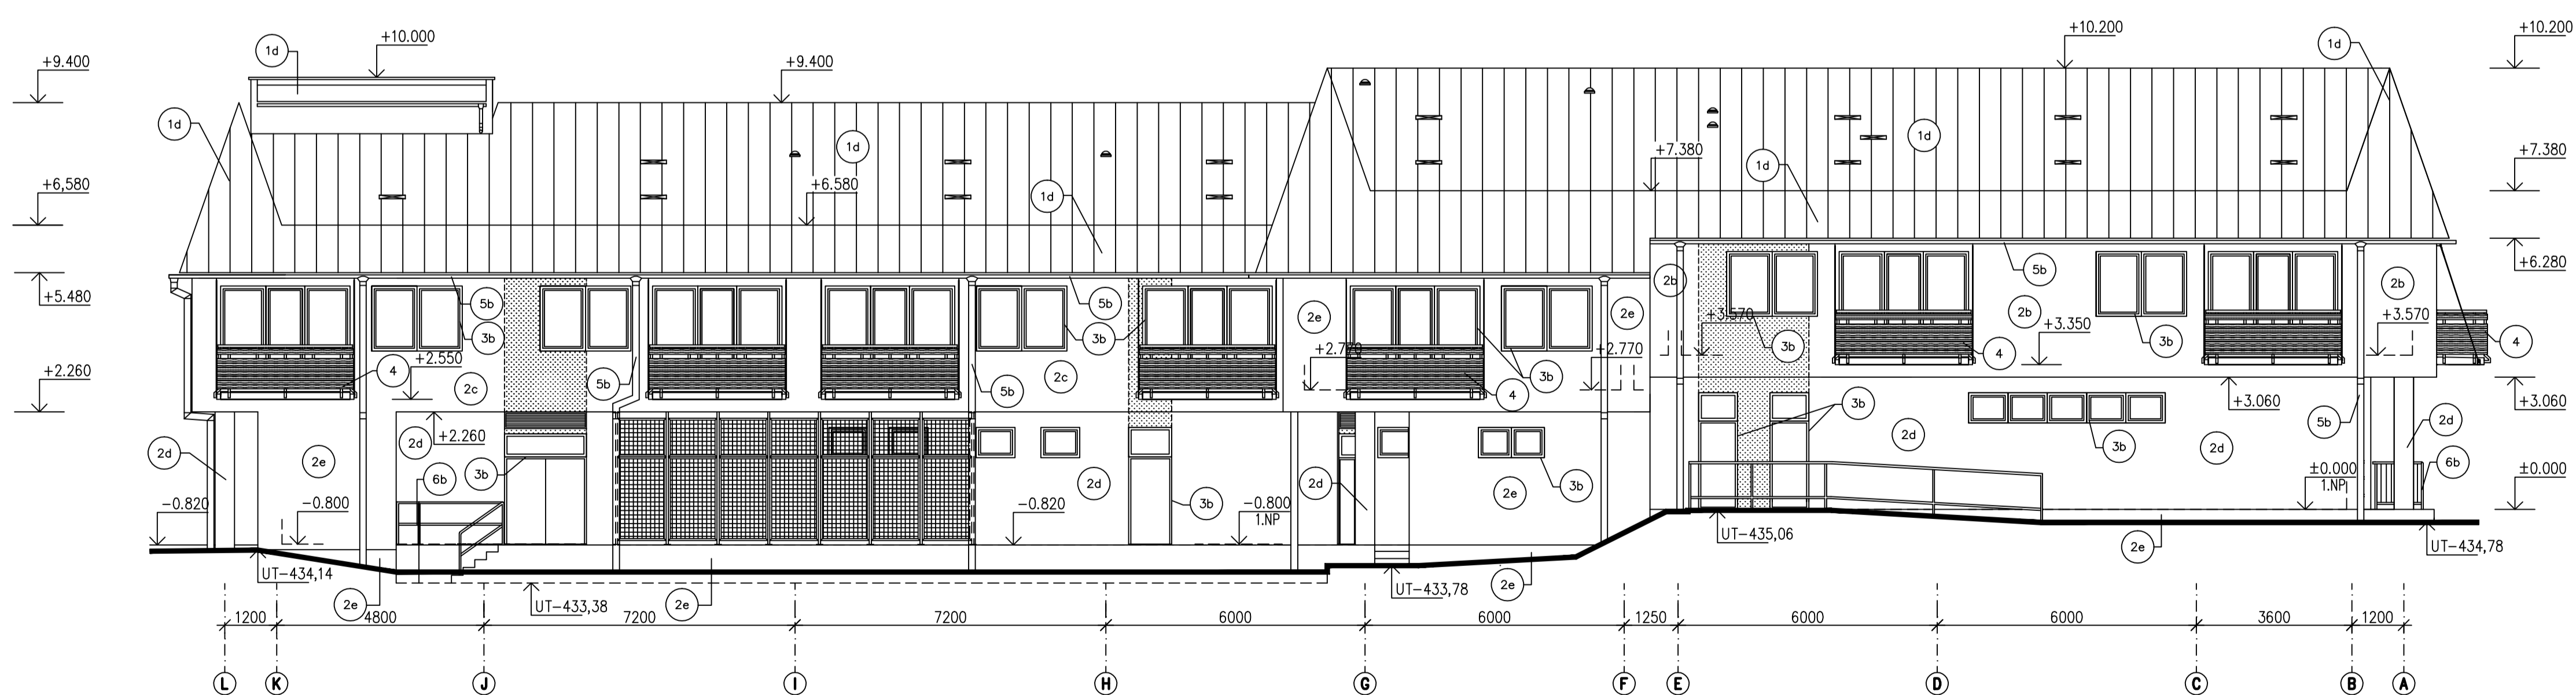 +10.000
+10.200
+10.200
1d
1d
+9.400
+9.400
1d
1d
1d
1d
+7.380
+7.380
1d
+6,580
+6.580
1d
+6.280
2b
5b
2b
+5.480
5b
5b
2e
2e
2b
+3.570
+3.570
3b
3b
+2.770
+2.770
3b
+3.350
3b
4
+2.550
4
2c
5b
5b
2c
3b
4
4
+2.260
3b
+3.060
+3.060
2d
+2.260
2d
5b
2d
2d
2e
3b
2d
3b
2d
6b
2d
2d
3b
2e
6b
±0.000
1.NP
±0.000
3b
-0.820
-0.800
-0.820
-0.800
1.NP
UT-435,06
2e
UT-434,78
UT-434,14
2e
2e
2e
UT-433,38
UT-433,78
1200
4800
7200
7200
6000
6000
1250
6000
6000
3600
1200
L
K
J
I
H
G
F
E
D
C
B
A